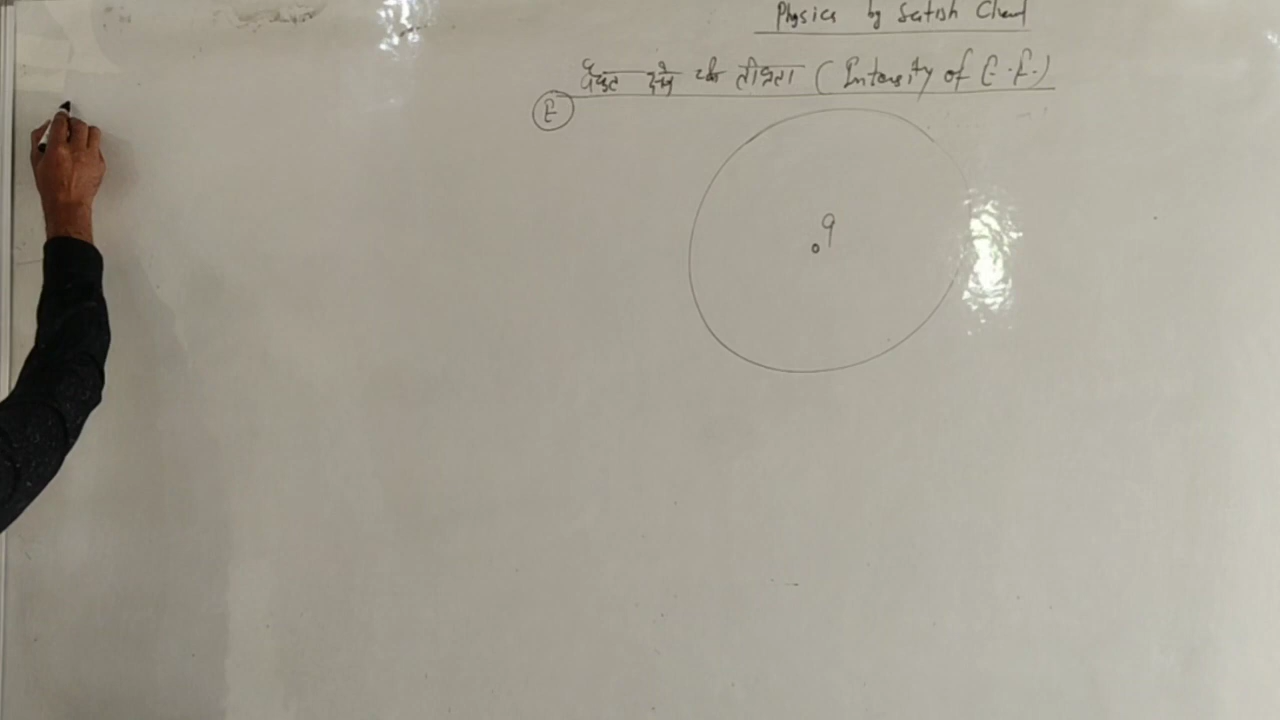 Physics by Satish Chand
वैद्युत क्षेत्र की तीव्रता (Intensity of E.F.)
E
q